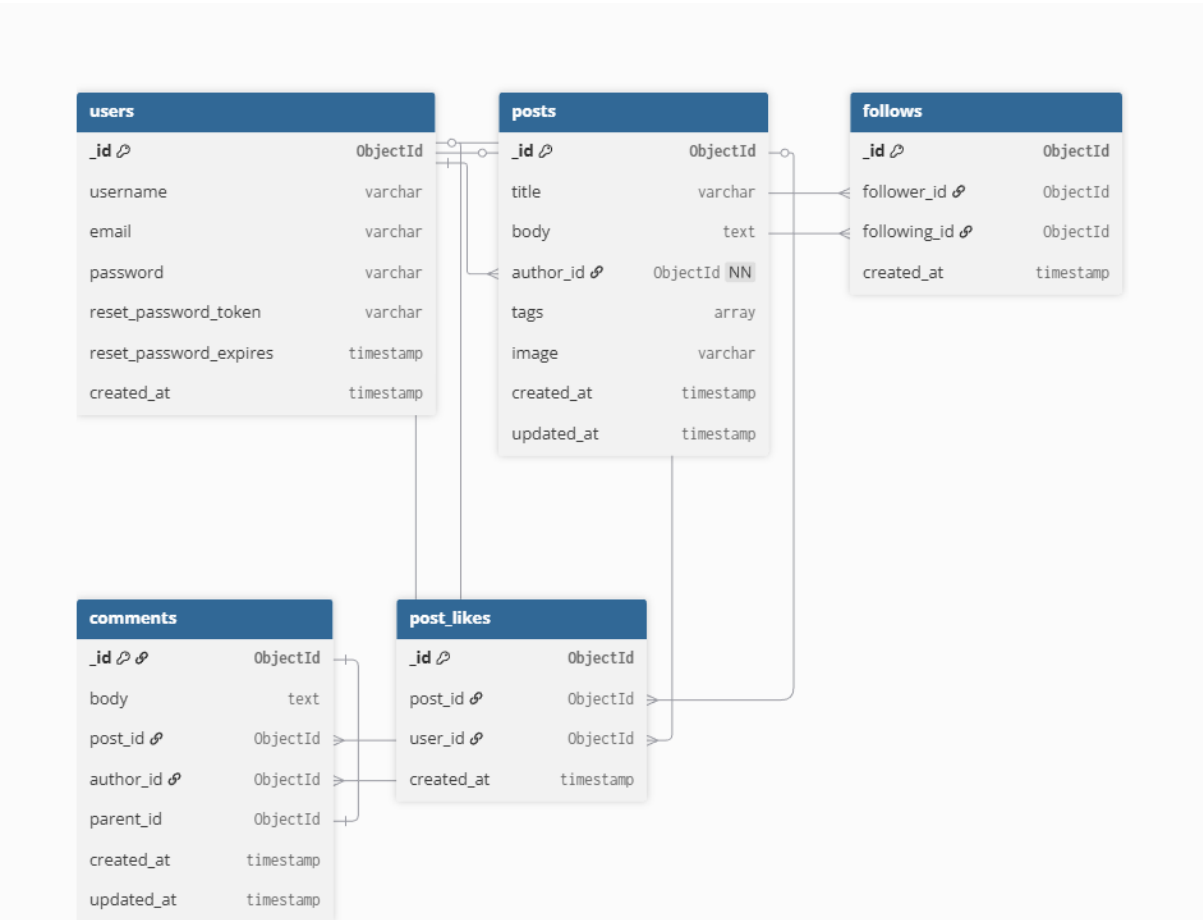 users
_id ObjectId
username varchar
email varchar
password varchar
reset_password_token varchar
reset_password_expires timestamp
created_at timestamp
posts
_id ObjectId
title varchar
body text
author_id ObjectId NN
tags array
image varchar
created_at timestamp
updated_at timestamp
follows
_id ObjectId
follower_id ObjectId
following_id ObjectId
created_at timestamp
comments
_id ObjectId
body text
post_id ObjectId
author_id ObjectId
parent_id ObjectId
created_at timestamp
updated_at timestamp
post_likes
_id ObjectId
post_id ObjectId
user_id ObjectId
created_at timestamp